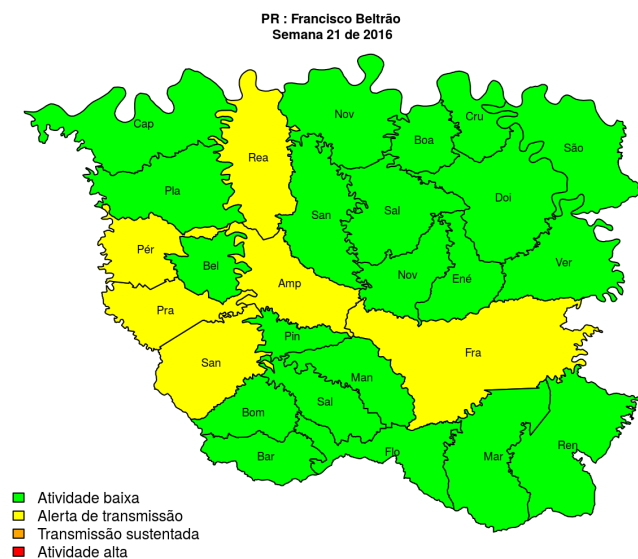 PR : Francisco Beltrão
Semana 21 de 2016
Cap
Nov
Cru
Boa
São
Rea
Pla
San
Sal
Doi
Pér
Bel
Nov
Ené
Ver
Amp
Pra
Pin
San
Fra
Man
Bom
Sal
Bar
Flo
Mar
Ren
Atividade baixa
Alerta de transmissão
Transmissão sustentada
Atividade alta